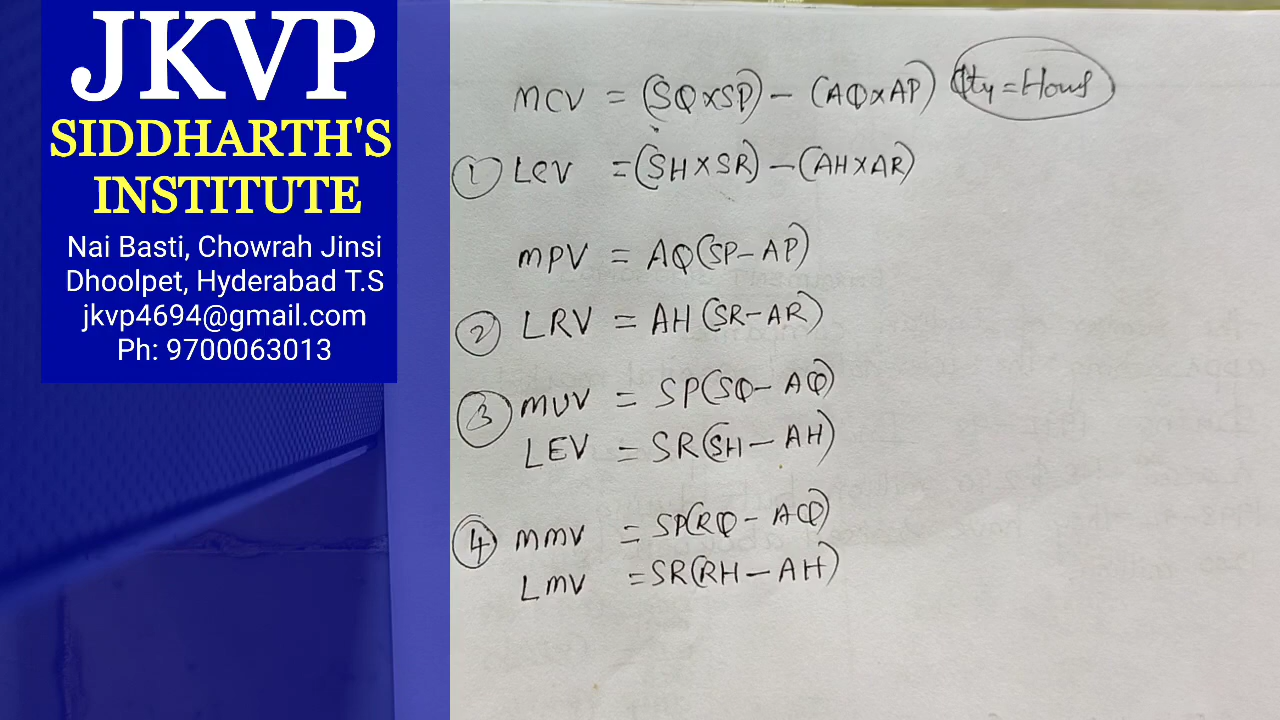 JKVP
SIDDHARTH'S
INSTITUTE
Nai Basti, Chowrah Jinsi
Dhoolpet, Hyderabad T.S
jkvp4694@gmail.com
Ph: 9700063013
MCV = (SQ×SP) - (AQ×AP) Qty = Hours
① LCV = (SH×SR) - (AH×AR)
MPV = AQ(SP - AP)
② LRV = AH(SR - AR)
③ MUV = SP(SQ - AQ)
LEV = SR(SH - AH)
④ MMV = SP(RQ - AQ)
LMV = SR(RH - AH)